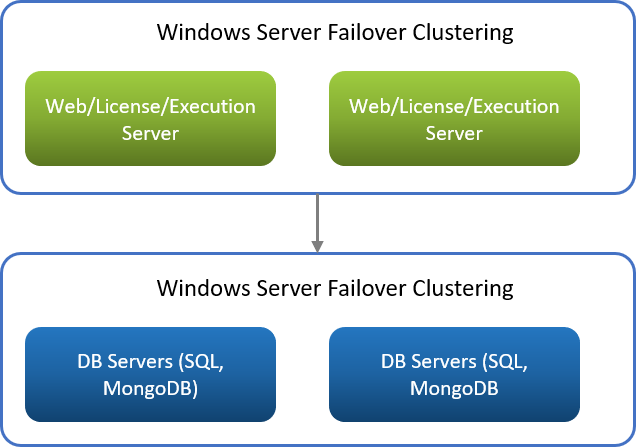 Windows Server Failover Clustering
Web/License/Execution
Server
Web/License/Execution
Server
Windows Server Failover Clustering
DB Servers (SQL,
MongoDB)
DB Servers (SQL,
MongoDB